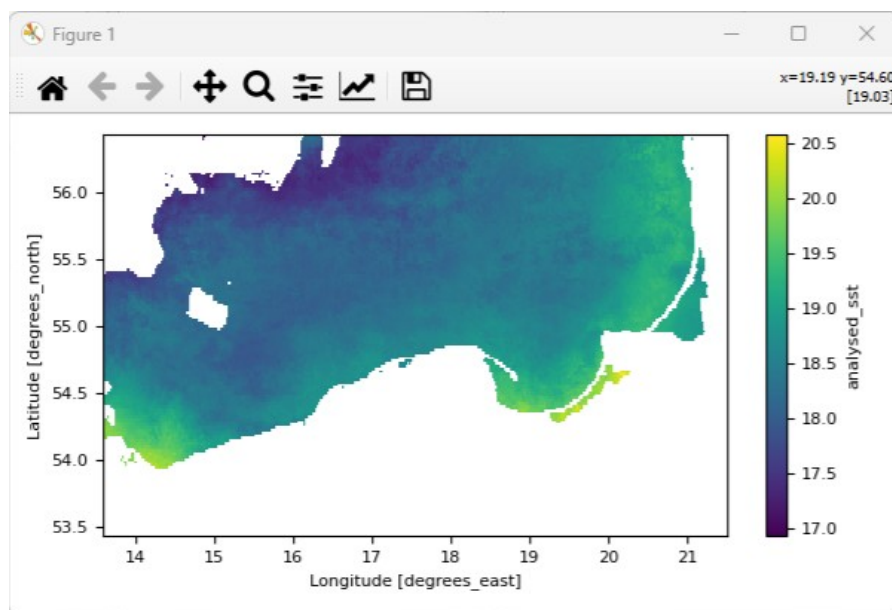 Figure 1
x=19.19 y=54.60
[19.03]
56.0
55.5
55.0
54.5
54.0
53.5
Latitude [degrees_north]
14 15 16 17 18 19 20 21
Longitude [degrees_east]
20.5
20.0
19.5
19.0
18.5
18.0
17.5
17.0
analysed_sst